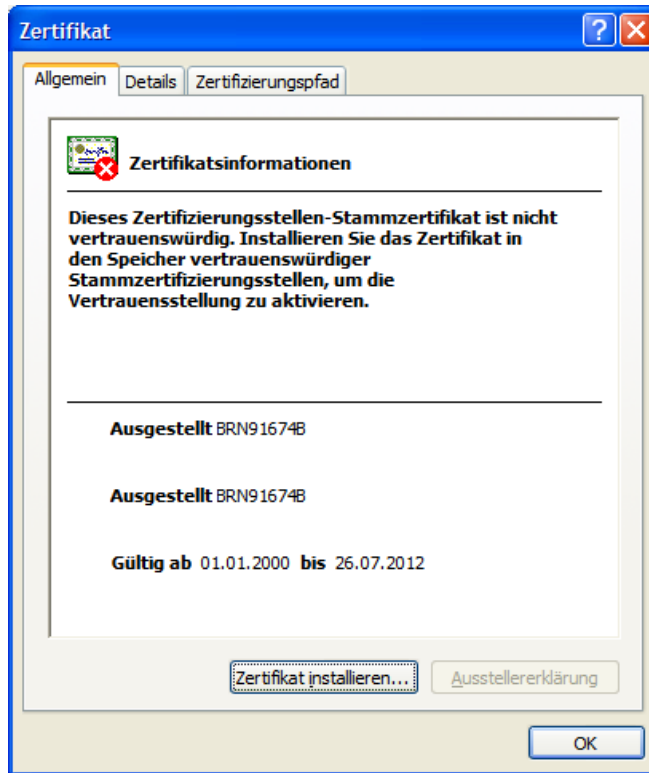 Zertifikat
Allgemein Details Zertifizierungspfad
Zertifikatsinformationen
Dieses Zertifizierungsstellen-Stammzertifikat ist nicht
vertrauenswürdig. Installieren Sie das Zertifikat in
den Speicher vertrauenswürdiger
Stammzertifizierungsstellen, um die
Vertrauensstellung zu aktivieren.
Ausgestellt BRN91674B
Ausgestellt BRN91674B
Gültig ab 01.01.2000 bis 26.07.2012
Zertifikat installieren... Ausstellererklärung
OK